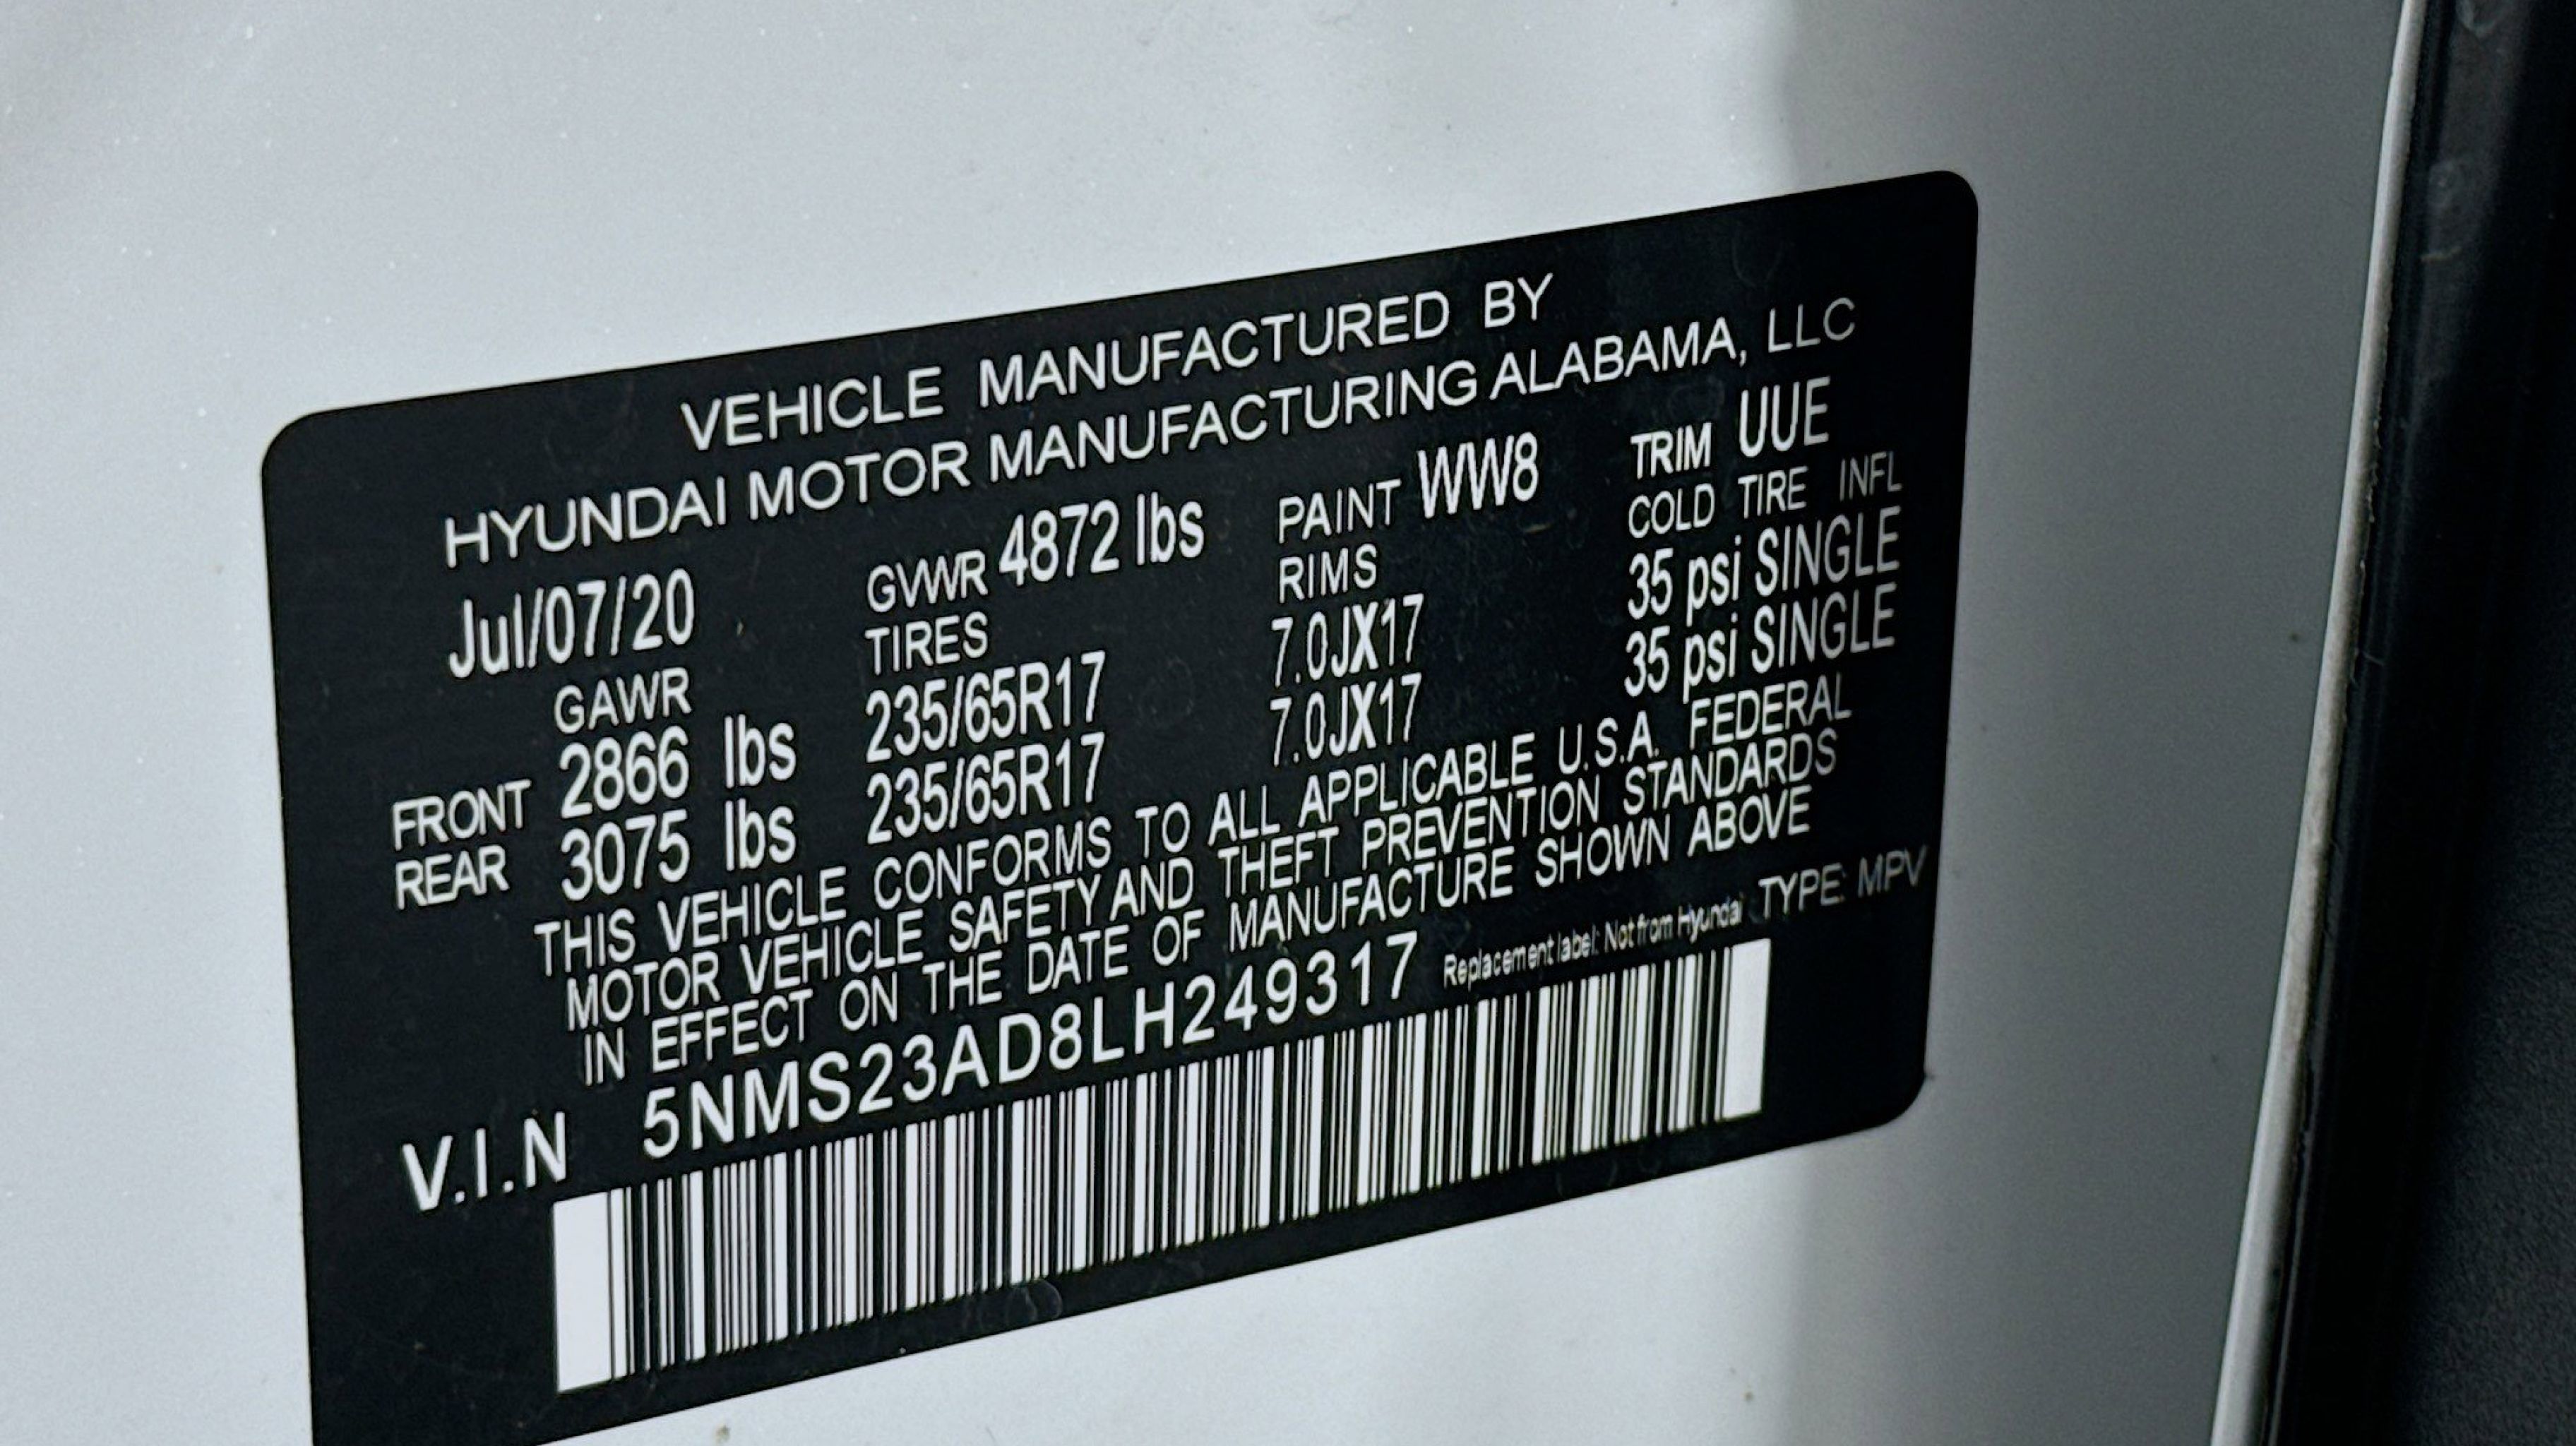 VEHICLE MANUFACTURED BY
HYUNDAI MOTOR MANUFACTURING ALABAMA, LLC
Jul/07/20 GVWR 4872 lbs PAINT WW8 TRIM UUE
GAWR TIRES RIMS COLD TIRE INFL
FRONT 2866 lbs 235/65R17 7.0JX17 35 psi SINGLE
REAR 3075 lbs 235/65R17 7.0JX17 35 psi SINGLE
THIS VEHICLE CONFORMS TO ALL APPLICABLE U.S.A. FEDERAL
MOTOR VEHICLE SAFETY AND THEFT PREVENTION STANDARDS
IN EFFECT ON THE DATE OF MANUFACTURE SHOWN ABOVE
V.I.N 5NMS23AD8LH249317 Replacement label: Not from Hyundai TYPE: MPV